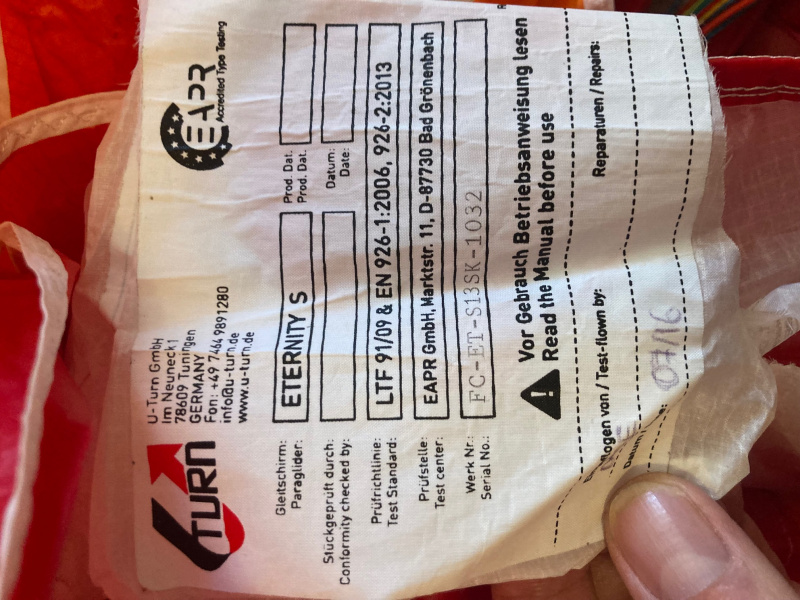 U TURN
U-Turn GmbH
Im Neuneck 1
78609 Tuningen
GERMANY
Fon: +49 7464 9891280
info@u-turn.de
www.u-turn.de
EAPR
Accredited Type Testing
Gleitschirm:
Paraglider:
ETERNITY S
Prod. Dat.
Prod. Dat.
Stückgeprüft durch:
Conformity checked by:
Datum:
Date:
Prüfrichtlinie:
Test Standard:
LTF 91/09 & EN 926-1:2006, 926-2:2013
Prüfstelle:
Test center:
EAPR GmbH, Marktstr. 11, D-87730 Bad Grönenbach
Werk Nr.:
Serial No.:
FC-ET-S13SK-1032
Vor Gebrauch Betriebsanweisung lesen
Read the Manual before use
flogen von / Test-flown by:
Reparaturen / Repairs:
Datum /
07/16